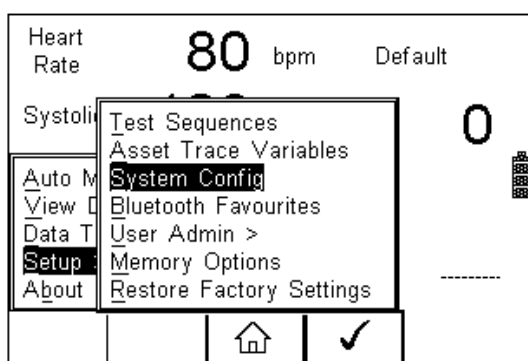 Heart
Rate
80 bpm
Default
Systoli
0
Test Sequences
Asset Trace Variables
System Config
Bluetooth Favourites
User Admin >
Memory Options
Restore Factory Settings
Auto M
View D
Data T
Setup
About
---------